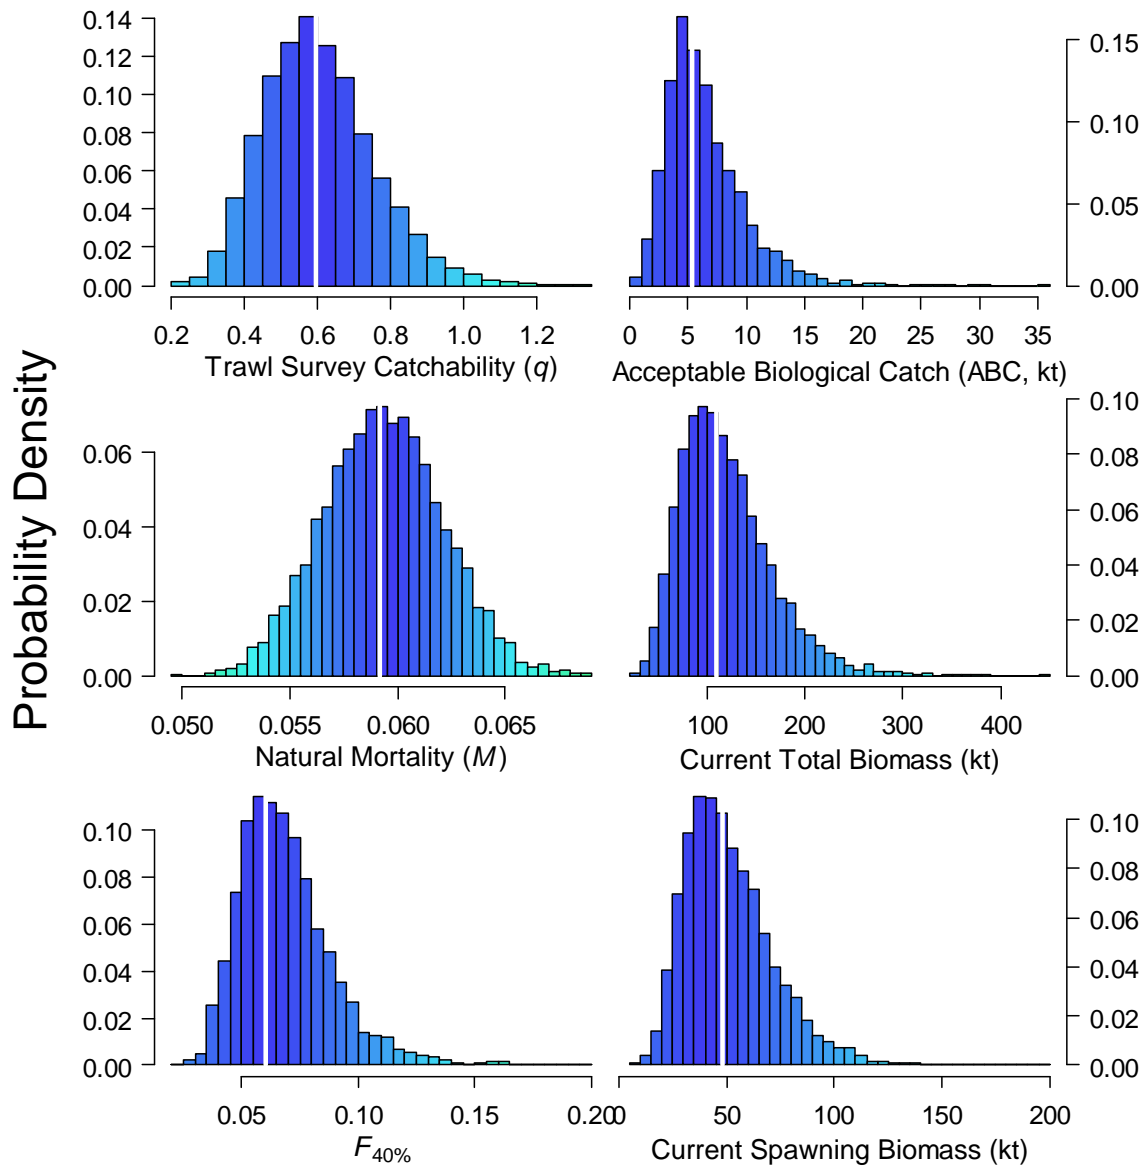 Probability Density
0.14
0.12
0.10
0.08
0.06
0.04
0.02
0.00
0.2 0.4 0.6 0.8 1.0 1.2
Trawl Survey Catchability (q)
0.15
0.10
0.05
0.00
0 5 10 15 20 25 30 35
Acceptable Biological Catch (ABC, kt)
0.06
0.04
0.02
0.00
0.050 0.055 0.060 0.065
Natural Mortality (M)
0.10
0.08
0.06
0.04
0.02
0.00
100 200 300 400
Current Total Biomass (kt)
0.10
0.08
0.06
0.04
0.02
0.00
0.05 0.10 0.15 0.20
F40%
0.10
0.08
0.06
0.04
0.02
0.00
0 50 100 150 200
Current Spawning Biomass (kt)